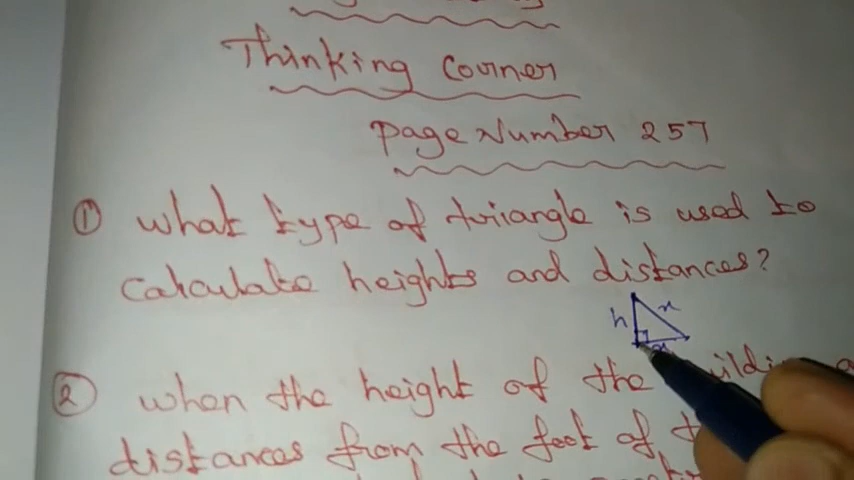 Thinking Corner
Page Number 257
① what type of triangle is used to
calculate heights and distances?
h x
x
② when the height of the
distances from the foot of